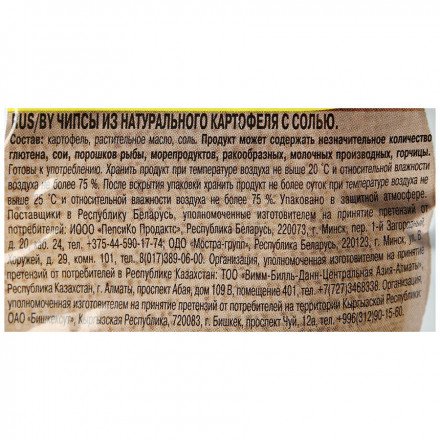 RUS/BY ЧИПСЫ ИЗ НАТУРАЛЬНОГО КАРТОФЕЛЯ С СОЛЬЮ.
Состав: картофель, растительное масло, соль. Продукт может содержать незначительное количество
глютена, сои, порошков рыбы, морепродуктов, ракообразных, молочных производных, горчицы.
Готовы к употреблению. Хранить продукт при температуре воздуха не выше 20 °С и относительной влажности
воздуха не более 75 %. После вскрытия упаковки хранить продукт не более суток при температуре воздуха не
выше 25 °С и относительной влажности воздуха не более 75 %. Упаковано в защитной атмосфере.
Поставщики в Республику Беларусь, уполномоченные изготовителем на принятие претензий от
потребителей: ИООО «ПепсиКо Продактс», Республика Беларусь, 220073, г. Минск, пер. 1-й Загородный,
д. 20, 24, тел. +375-44-590-17-74; ОДО «Мостра-групп», Республика Беларусь, 220123, г. Минск, ул. В.
Хоружей, д. 29, комн. 101, тел. 8(017)389-06-00. Организация, уполномоченная изготовителем на принятие
претензий от потребителей в Республике Казахстан: ТОО «Вимм-Билль-Данн-Центральная Азия-Алматы»,
Республика Казахстан, г. Алматы, проспект Абая, дом 109 В, помещение 401, тел.+7(727)3468338. Организация,
уполномоченная изготовителем на принятие претензий от потребителей на территории Кыргызской Республики:
ОАО «Бишкексут», Кыргызская Республика, 720083, г. Бишкек, проспект Чуй, 12а, тел. +996(312)90-15-60.